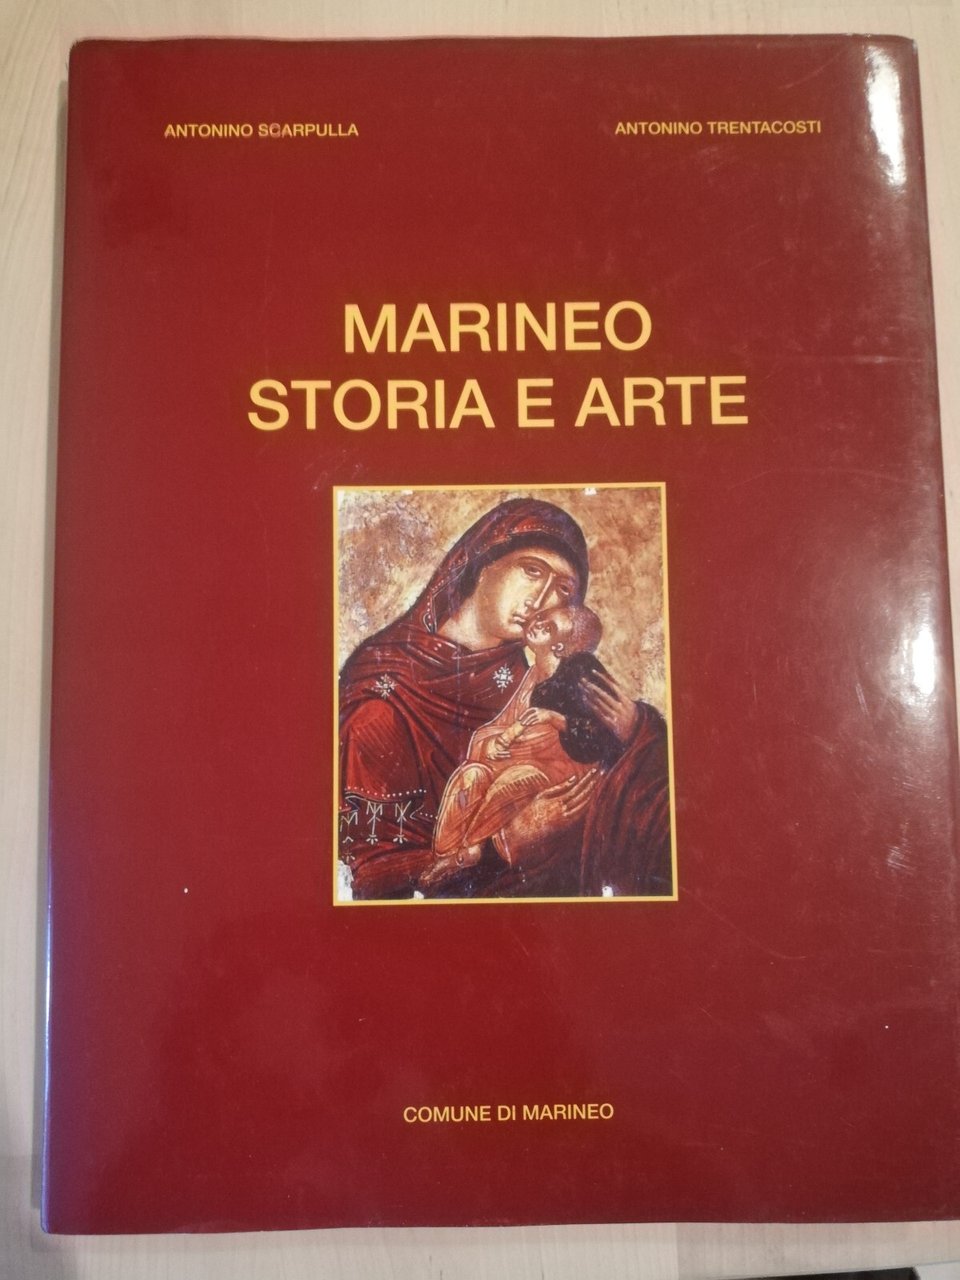 ANTONINO SCARPULLA
ANTONINO TRENTACOSTI
MARINEO
STORIA E ARTE
COMUNE DI MARINEO